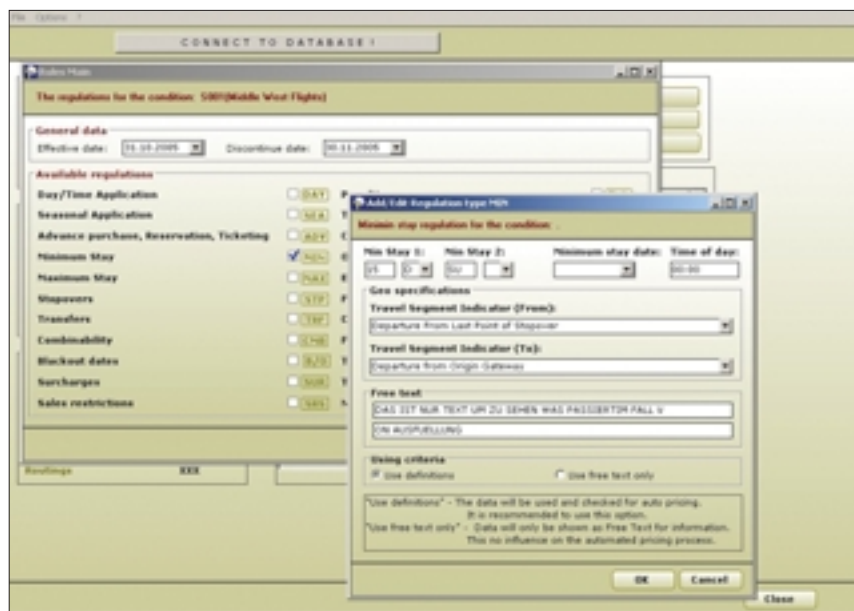 File Options ?
CONNECT TO DATABASE !
Rules Main
The regulations for the condition: S001(Middle West Flights)
General data
Effective date: 31.10.2005 Discontinue date: 30.11.2005
Available regulations
Day/Time Application DAY
Seasonal Application SEA
Advance purchase, Reservation, Ticketing ADV
Minimum Stay MIN
Maximum Stay MAX
Stopovers STP
Transfers TRF
Combinability CMB
Blackout dates B/O
Surcharges SUR
Sales restrictions SRS
Routings XXX
Add/Edit Regulation type MIN
Minimin stay regulation for the condition: .
Min Stay 1: Min Stay 2: Minimum stay date: Time of day:
15 D SU 00:00
Geo specifications
Travel Segment Indicator (From):
Departure From Last Point of Stopover
Travel Segment Indicator (To):
Departure from Origin Gateway
Free text
DAS IST NUR TEXT UM ZU SEHEN WAS PASSIERTIM FALL V
ON AUSFUELLUNG
Using criteria
Use definitions Use free text only
"Use definitions" - The data will be used and checked for auto pricing.
It is recommended to use this option.
"Use free text only" - Data will only be shown as Free Text for information.
This no influence on the automated pricing process.
OK Cancel
Close